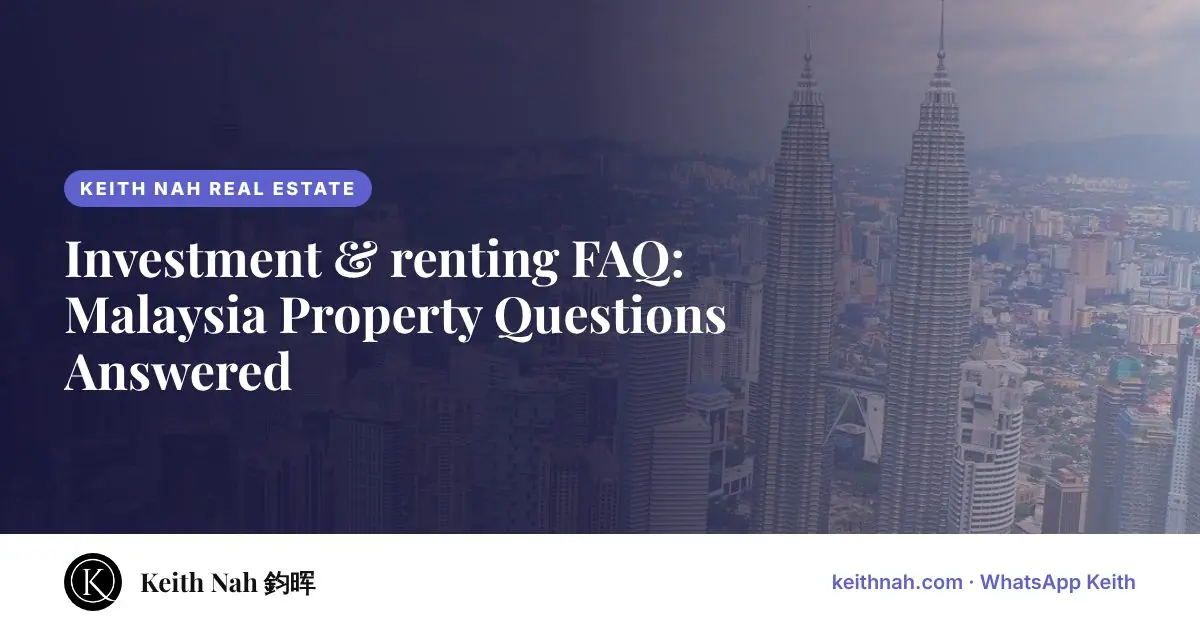 KEITH NAH REAL ESTATE
Investment & renting FAQ:
Malaysia Property Questions
Answered
K
Keith Nah 鈞晖
keithnah.com · WhatsApp Keith